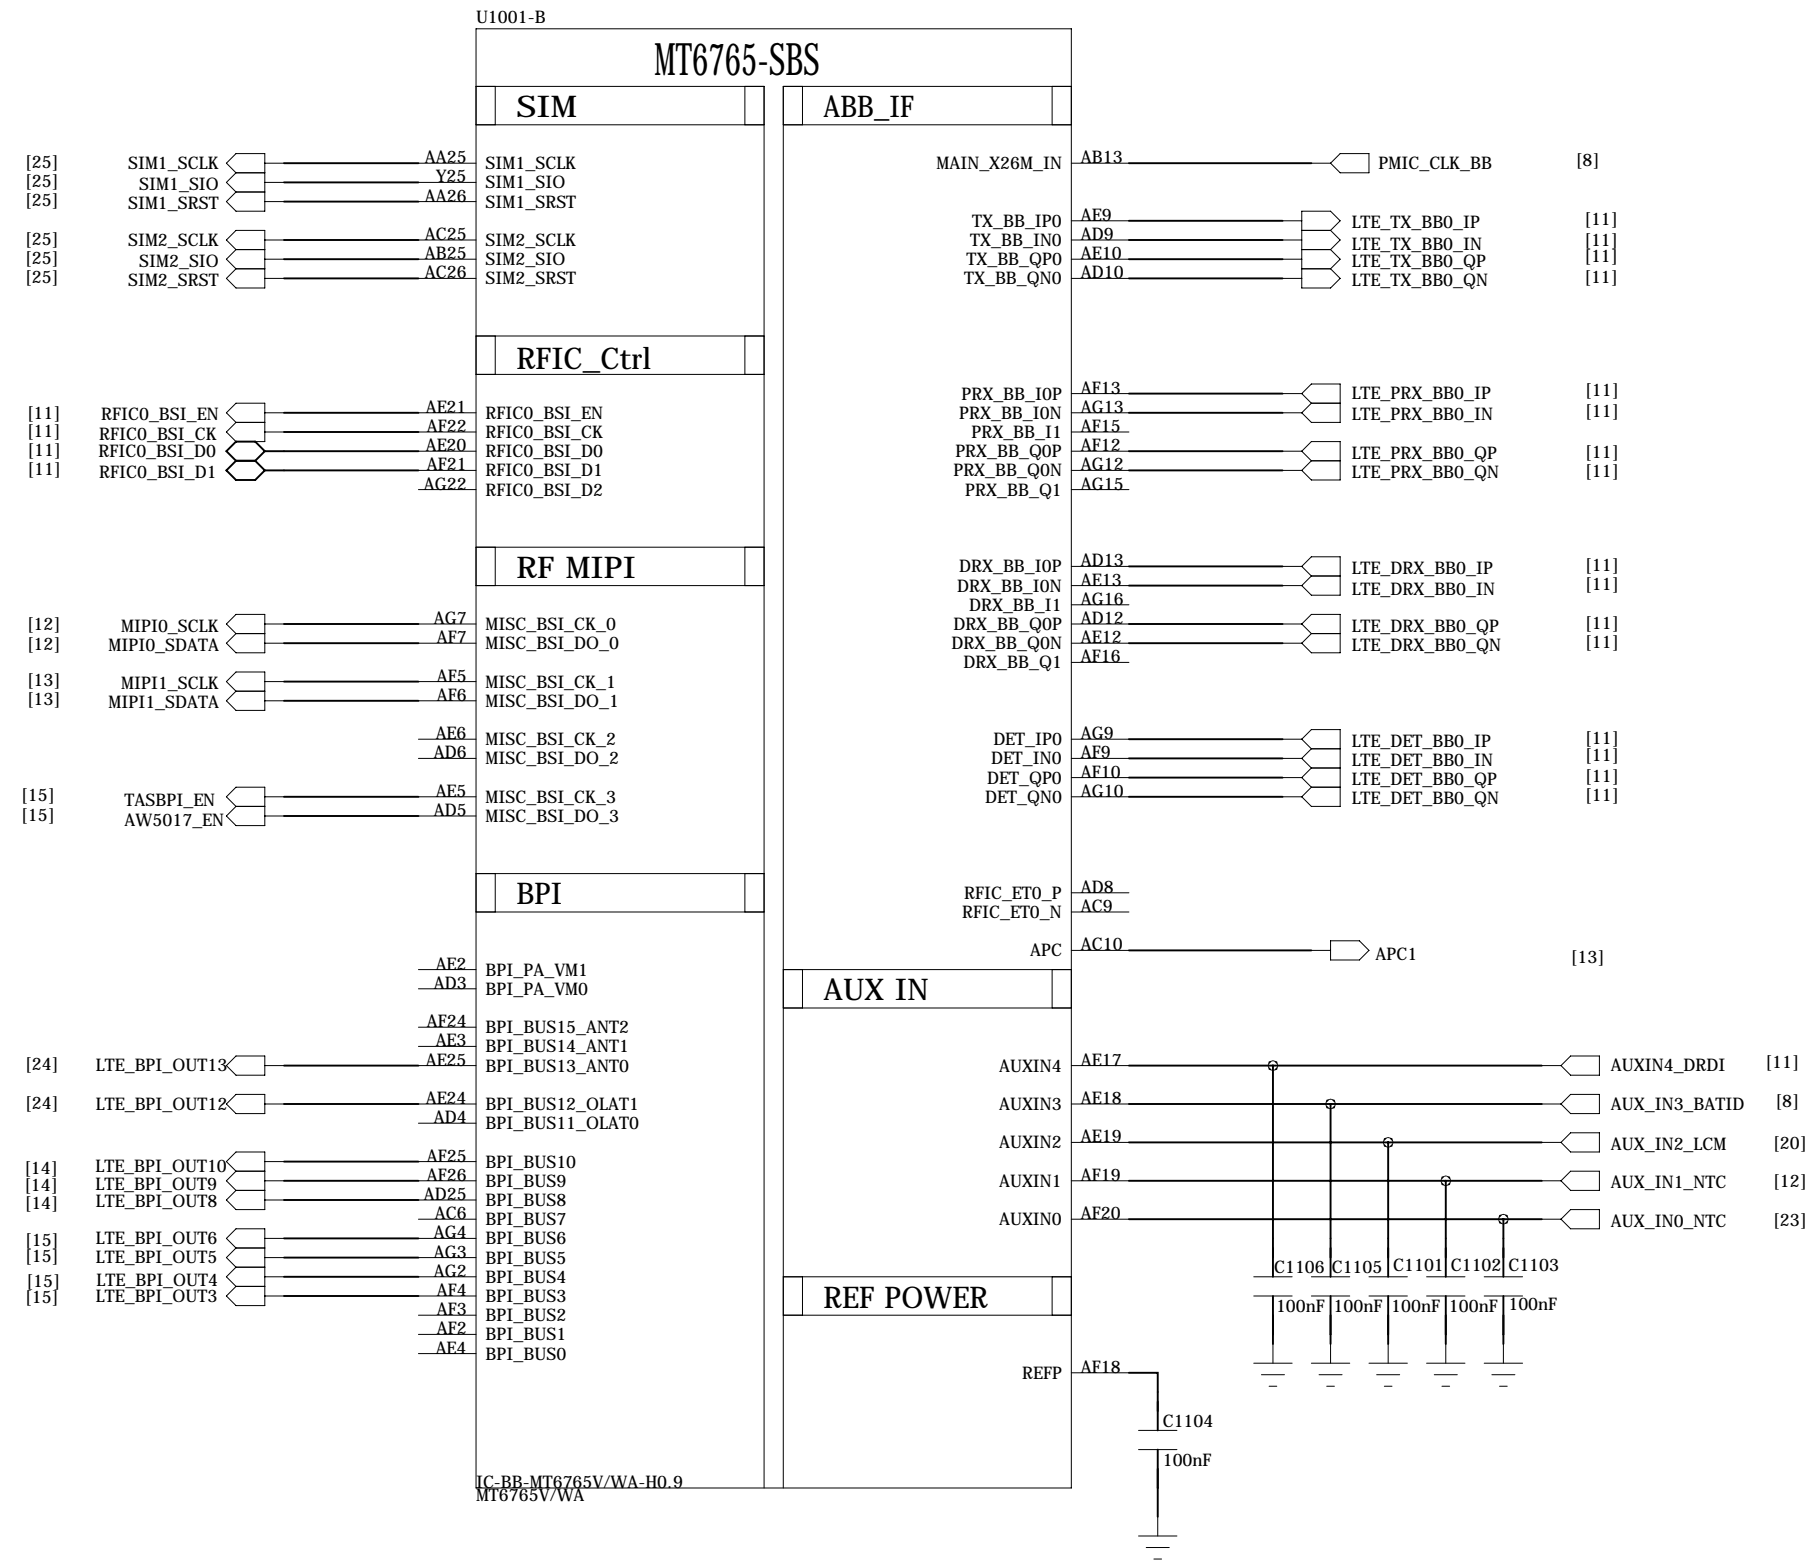 U1001-B
MT6765-SBS
SIM
[25] SIM1_SCLK AA25 SIM1_SCLK
[25] SIM1_SIO Y25 SIM1_SIO
[25] SIM1_SRST AA26 SIM1_SRST
[25] SIM2_SCLK AC25 SIM2_SCLK
[25] SIM2_SIO AB25 SIM2_SIO
[25] SIM2_SRST AC26 SIM2_SRST
RFIC_Ctrl
[11] RFIC0_BSI_EN AE21 RFIC0_BSI_EN
[11] RFIC0_BSI_CK AF22 RFIC0_BSI_CK
[11] RFIC0_BSI_D0 AE20 RFIC0_BSI_D0
[11] RFIC0_BSI_D1 AF21 RFIC0_BSI_D1
AG22 RFIC0_BSI_D2
RF MIPI
[12] MIPI0_SCLK AG7 MISC_BSI_CK_0
[12] MIPI0_SDATA AF7 MISC_BSI_DO_0
[13] MIPI1_SCLK AF5 MISC_BSI_CK_1
[13] MIPI1_SDATA AF6 MISC_BSI_DO_1
AE6 MISC_BSI_CK_2
AD6 MISC_BSI_DO_2
[15] TASBPI_EN AE5 MISC_BSI_CK_3
[15] AW5017_EN AD5 MISC_BSI_DO_3
BPI
AE2 BPI_PA_VM1
AD3 BPI_PA_VM0
AF24 BPI_BUS15_ANT2
AE3 BPI_BUS14_ANT1
[24] LTE_BPI_OUT13 AE25 BPI_BUS13_ANT0
[24] LTE_BPI_OUT12 AE24 BPI_BUS12_OLAT1
AD4 BPI_BUS11_OLAT0
[14] LTE_BPI_OUT10 AF25 BPI_BUS10
[14] LTE_BPI_OUT9 AF26 BPI_BUS9
[14] LTE_BPI_OUT8 AD25 BPI_BUS8
AC6 BPI_BUS7
[15] LTE_BPI_OUT6 AG4 BPI_BUS6
[15] LTE_BPI_OUT5 AG3 BPI_BUS5
[15] LTE_BPI_OUT4 AG2 BPI_BUS4
[15] LTE_BPI_OUT3 AF4 BPI_BUS3
AF3 BPI_BUS2
AF2 BPI_BUS1
AE4 BPI_BUS0
IC-BB-MT6765V/WA-H0.9
MT6765V/WA
ABB_IF
MAIN_X26M_IN AB13 PMIC_CLK_BB [8]
TX_BB_IP0 AE9 LTE_TX_BB0_IP [11]
TX_BB_IN0 AD9 LTE_TX_BB0_IN [11]
TX_BB_QP0 AE10 LTE_TX_BB0_QP [11]
TX_BB_QN0 AD10 LTE_TX_BB0_QN [11]
PRX_BB_I0P AF13 LTE_PRX_BB0_IP [11]
PRX_BB_I0N AG13 LTE_PRX_BB0_IN [11]
PRX_BB_I1 AF15
PRX_BB_Q0P AF12 LTE_PRX_BB0_QP [11]
PRX_BB_Q0N AG12 LTE_PRX_BB0_QN [11]
PRX_BB_Q1 AG15
DRX_BB_I0P AD13 LTE_DRX_BB0_IP [11]
DRX_BB_I0N AE13 LTE_DRX_BB0_IN [11]
DRX_BB_I1 AG16
DRX_BB_Q0P AD12 LTE_DRX_BB0_QP [11]
DRX_BB_Q0N AE12 LTE_DRX_BB0_QN [11]
DRX_BB_Q1 AF16
DET_IP0 AG9 LTE_DET_BB0_IP [11]
DET_IN0 AF9 LTE_DET_BB0_IN [11]
DET_QP0 AF10 LTE_DET_BB0_QP [11]
DET_QN0 AG10 LTE_DET_BB0_QN [11]
RFIC_ET0_P AD8
RFIC_ET0_N AC9
APC AC10 APC1 [13]
AUX IN
AUXIN4 AE17 AUXIN4_DRDI [11]
AUXIN3 AE18 AUX_IN3_BATID [8]
AUXIN2 AE19 AUX_IN2_LCM [20]
AUXIN1 AF19 AUX_IN1_NTC [12]
AUXIN0 AF20 AUX_IN0_NTC [23]
C1106 C1105 C1101 C1102 C1103
100nF 100nF 100nF 100nF 100nF
REF POWER
REFP AF18
C1104
100nF